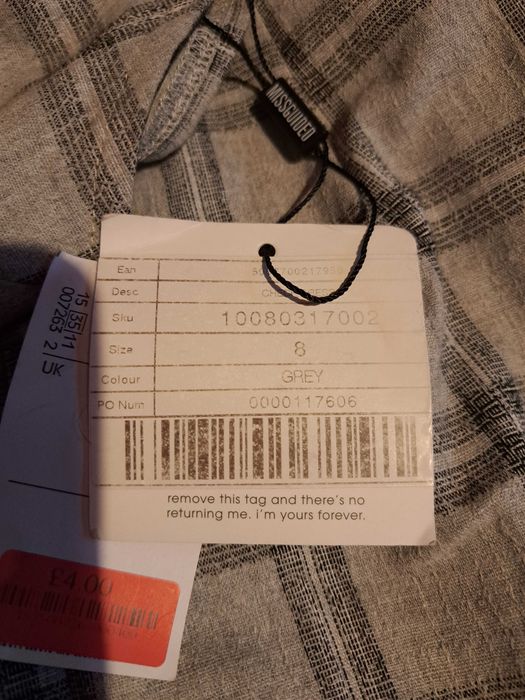 MISSGUIDED
Ean
Desc
Sku 10080317002
Size 8
Colour GREY
PO Num 0000117606
remove this tag and there's no
returning me. i'm yours forever.
15 35 11
007263 2 UK
£4.00